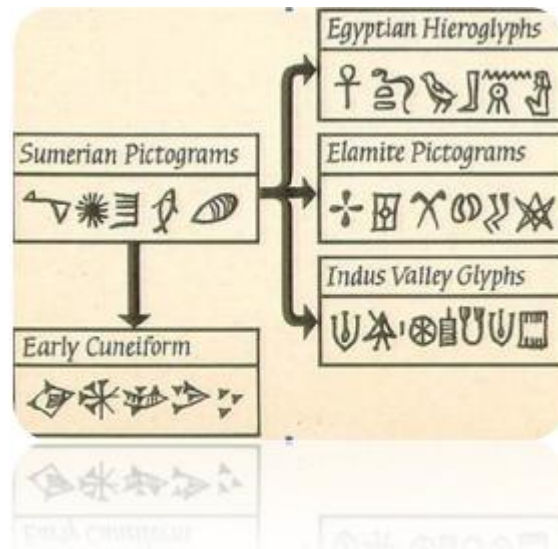 Egyptian Hieroglyphs
Sumerian Pictograms
Elamite Pictograms
Indus Valley Glyphs
Early Cuneiform